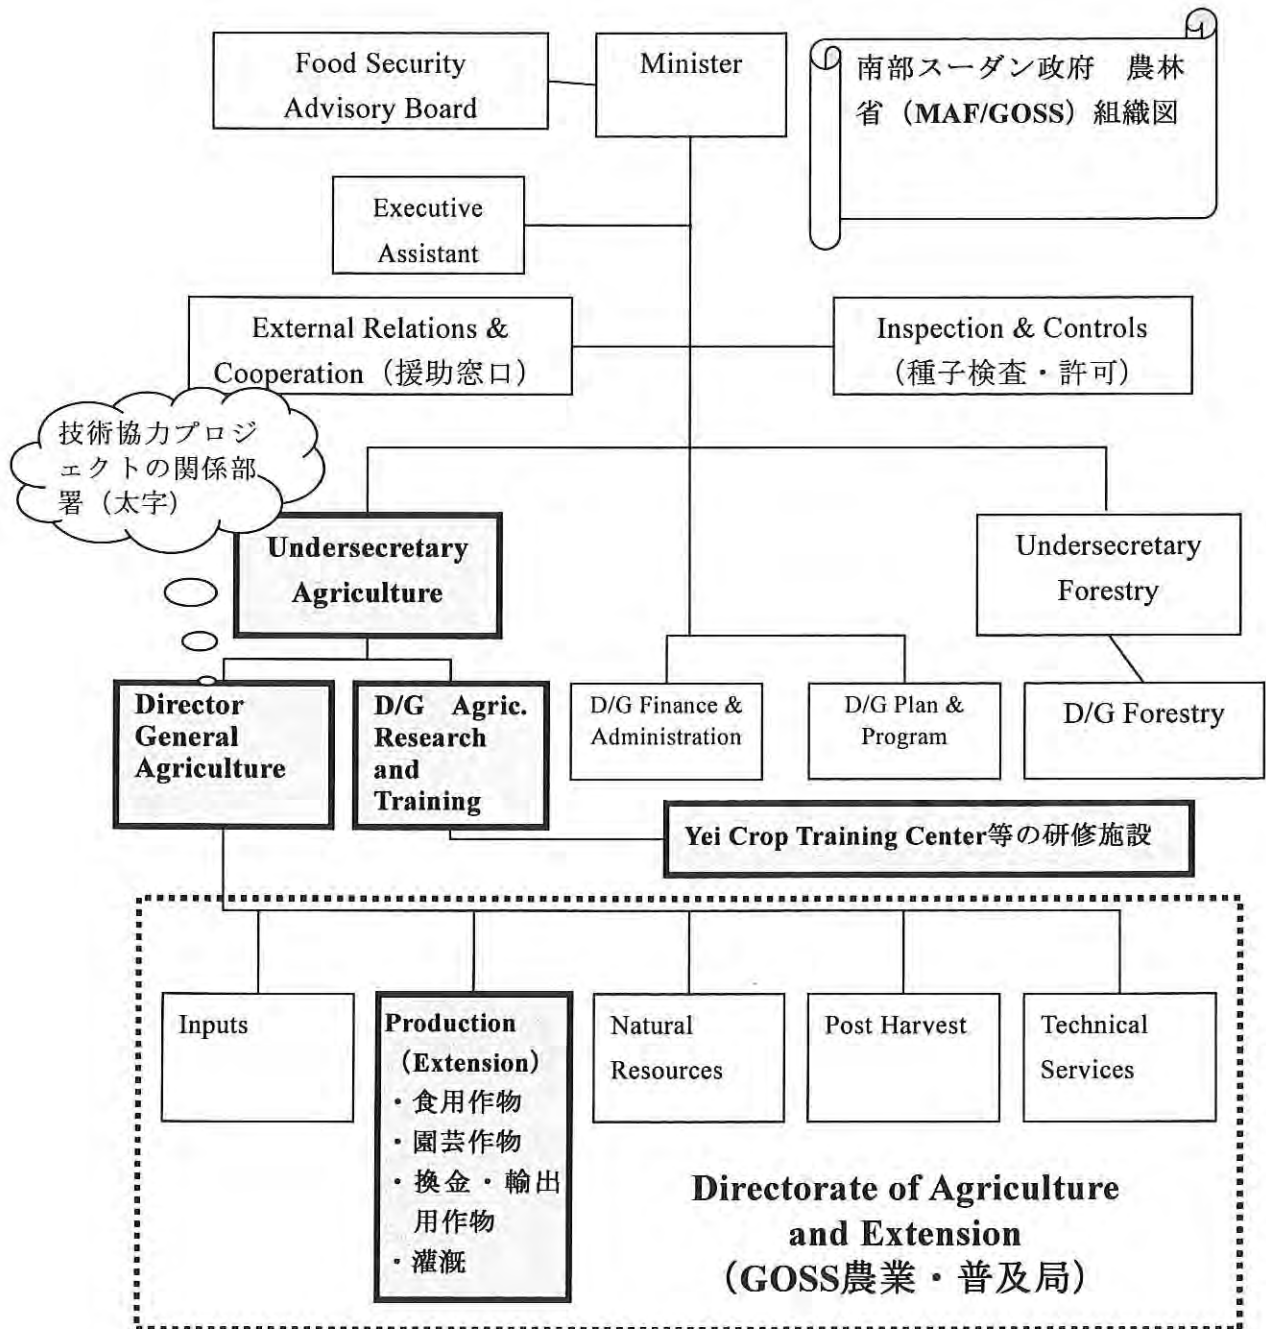 Food Security
Advisory Board
Minister
南部スーダン政府　農林
省（MAF/GOSS）組織図
Executive
Assistant
External Relations &
Cooperation（援助窓口）
Inspection & Controls
（種子検査・許可）
技術協力プロジ
ェクトの関係部
署（太字）
Undersecretary
Agriculture
Undersecretary
Forestry
Director
General
Agriculture
D/G Agric.
Research
and
Training
D/G Finance &
Administration
D/G Plan &
Program
D/G Forestry
Yei Crop Training Center等の研修施設
Inputs
Production
（Extension）
・食用作物
・園芸作物
・換金・輸出
用作物
・灌漑
Natural
Resources
Post Harvest
Technical
Services
Directorate of Agriculture
and Extension
（GOSS農業・普及局）